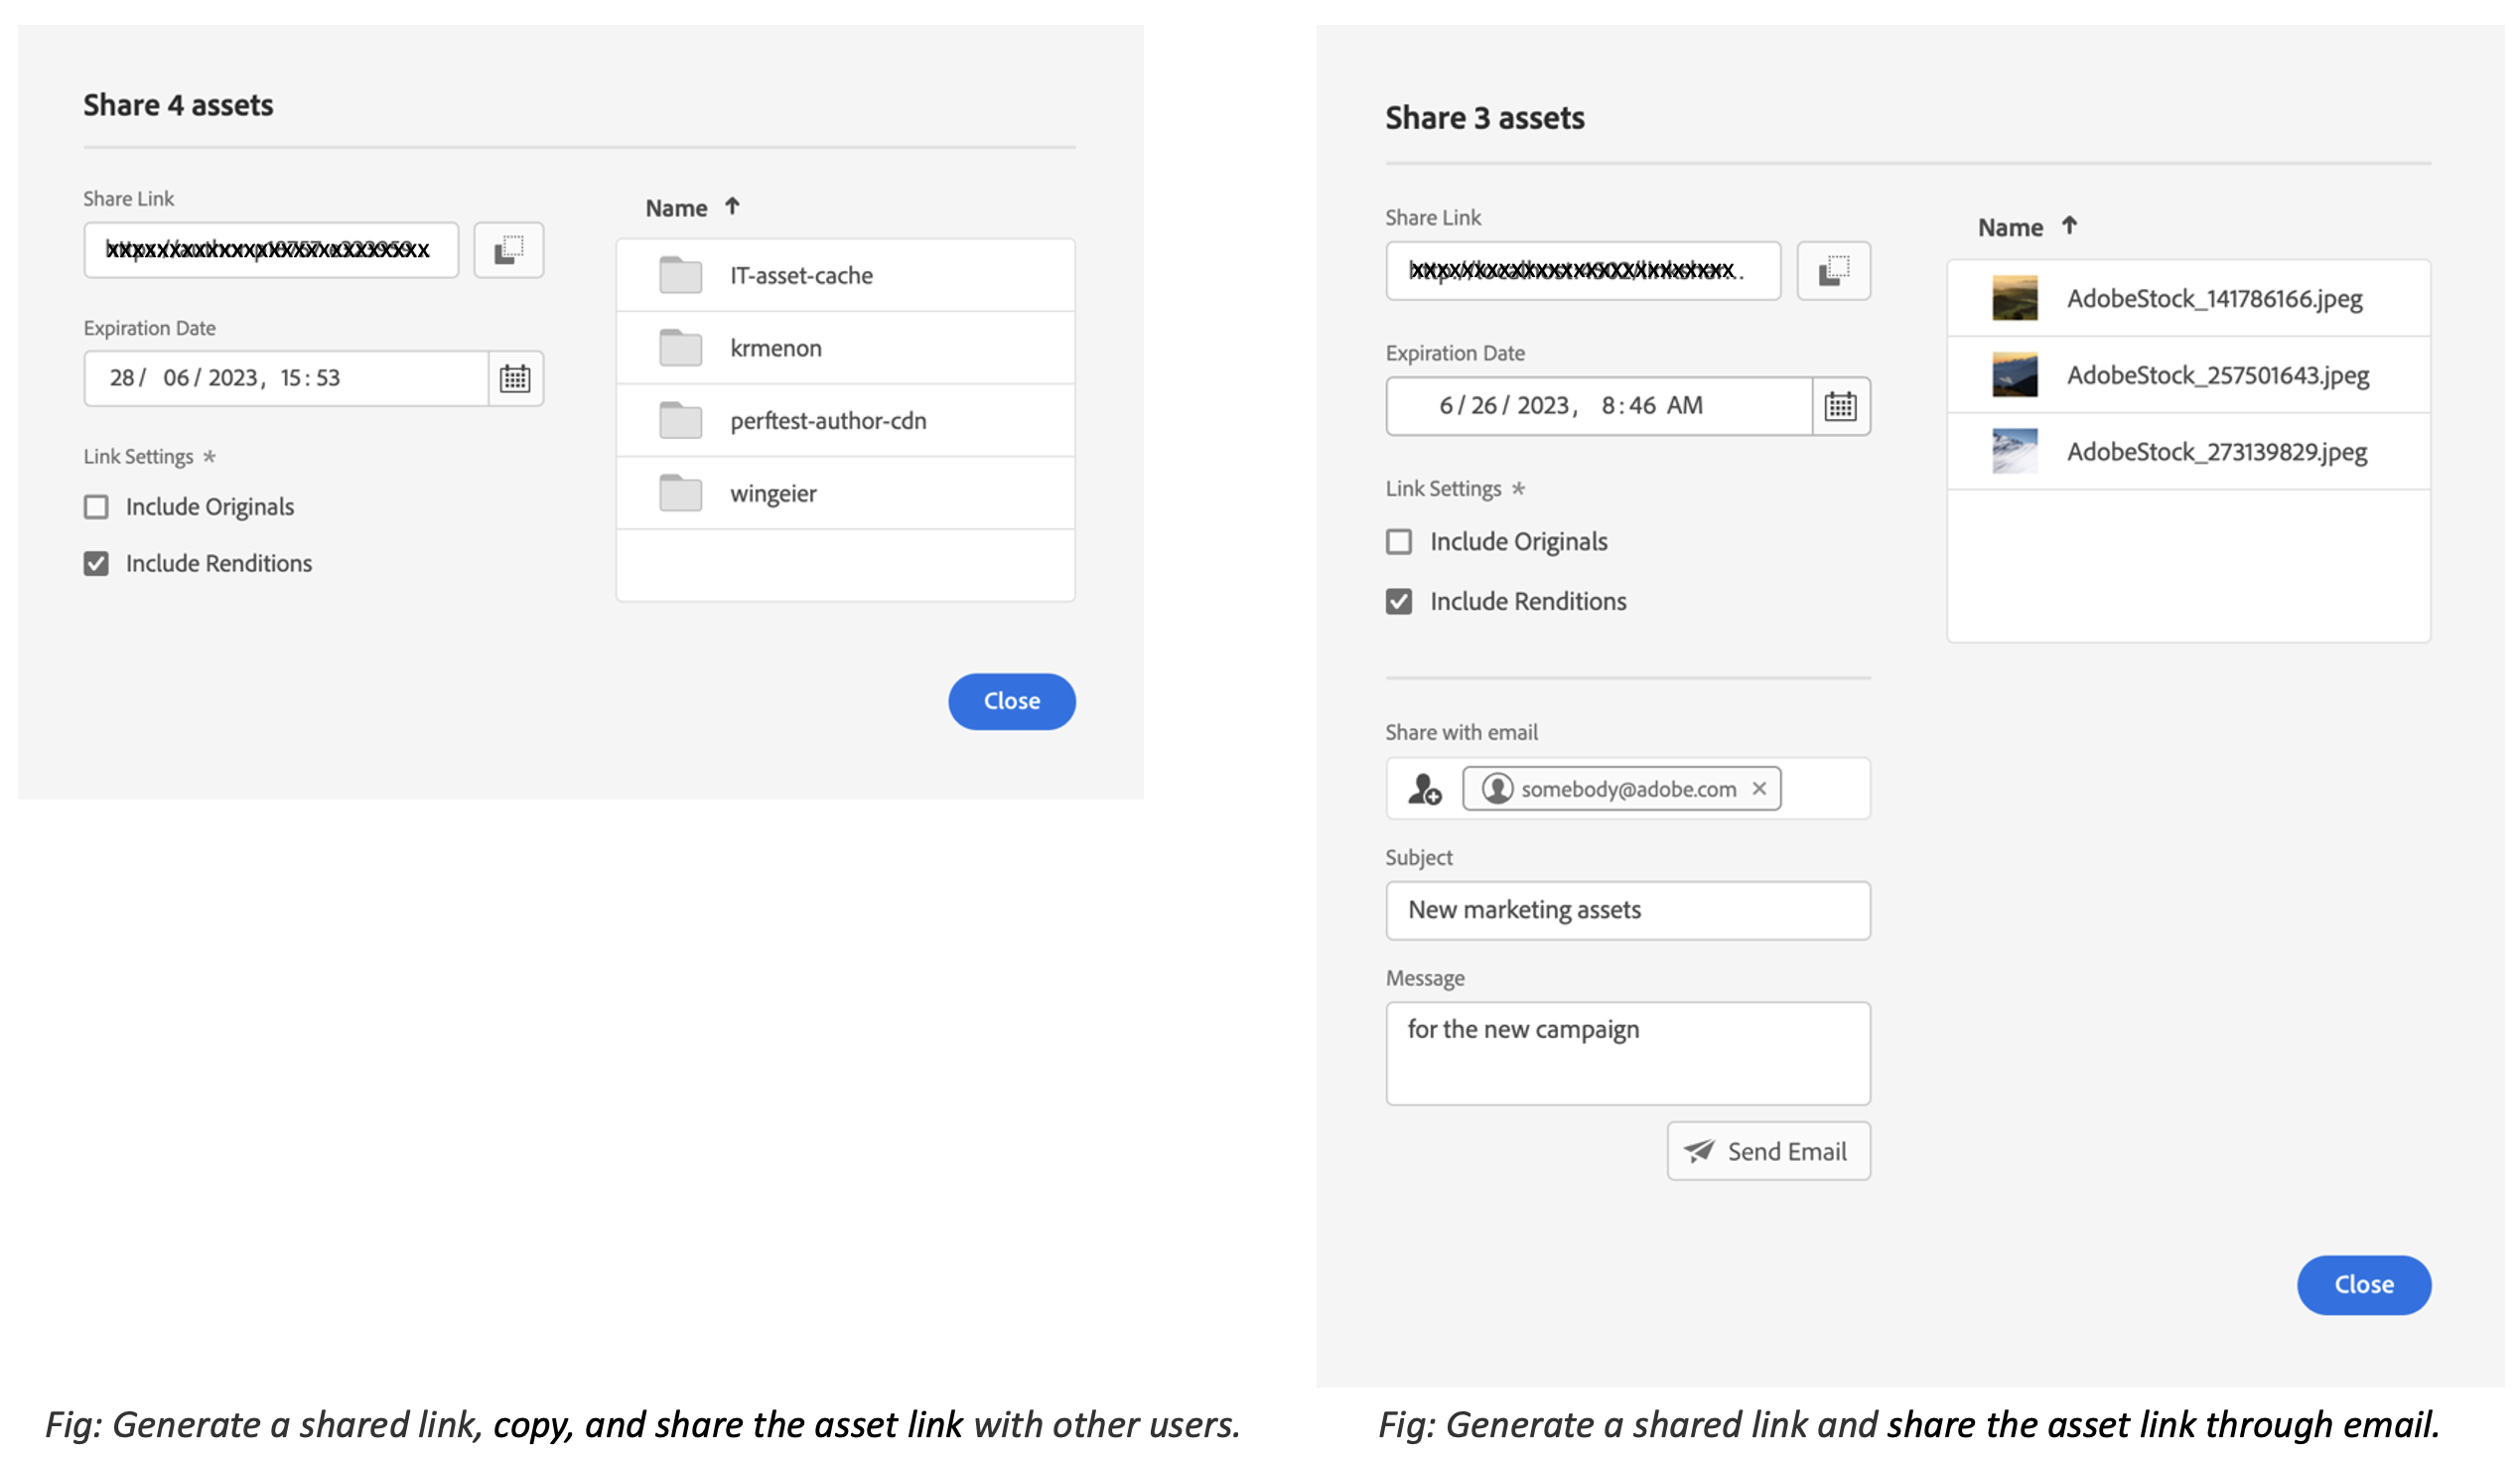 Share 4 assets
Share Link
Expiration Date
28/ 06/ 2023, 15:53
Link Settings *
Include Originals
Include Renditions
Name ↑
IT-asset-cache
krmenon
perftest-author-cdn
wingeier
Close
Fig: Generate a shared link, copy, and share the asset link with other users.
Share 3 assets
Share Link
Expiration Date
6/ 26/ 2023, 8:46 AM
Link Settings *
Include Originals
Include Renditions
Share with email
somebody@adobe.com
Subject
New marketing assets
Message
for the new campaign
Send Email
Name ↑
AdobeStock_141786166.jpeg
AdobeStock_257501643.jpeg
AdobeStock_273139829.jpeg
Close
Fig: Generate a shared link and share the asset link through email.